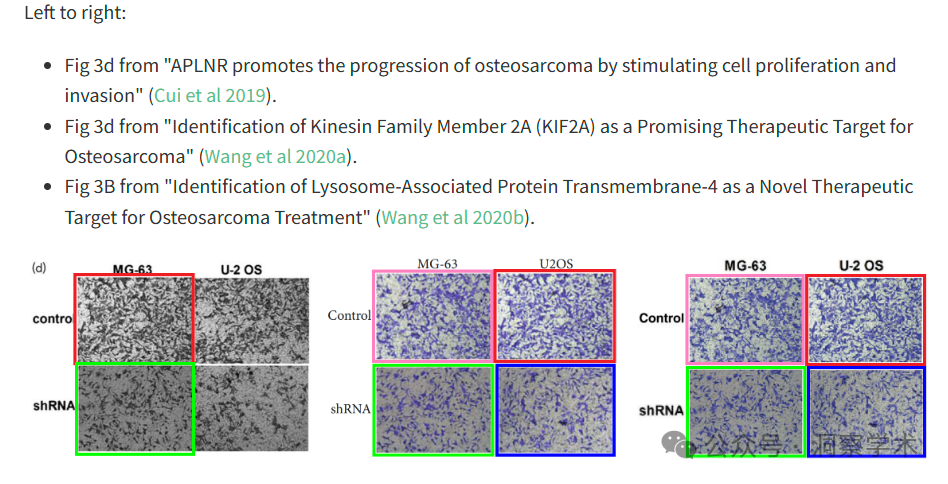 Left to right:
Fig 3d from "APLNR promotes the progression of osteosarcoma by stimulating cell proliferation and
invasion" (Cui et al 2019).
Fig 3d from "Identification of Kinesin Family Member 2A (KIF2A) as a Promising Therapeutic Target for
Osteosarcoma" (Wang et al 2020a).
Fig 3B from "Identification of Lysosome-Associated Protein Transmembrane-4 as a Novel Therapeutic
Target for Osteosarcoma Treatment" (Wang et al 2020b).
(d) MG-63 U-2 OS
control
shRNA
MG-63 U2OS
Control
shRNA
MG-63 U-2 OS
Control
shRNA
公众号 洞察学术